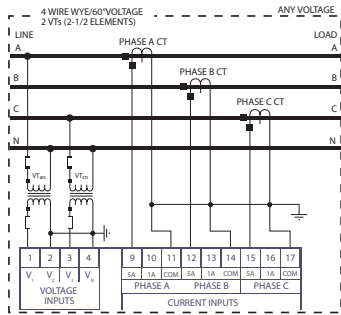 4 WIRE WYE/60°VOLTAGE
2 VTs (2-1/2 ELEMENTS)
ANY VOLTAGE
LINE
LOAD
PHASE A CT
A
A
PHASE B CT
B
B
PHASE C CT
C
C
N
N
VTan
VTcn
1 2 3 4
V1 V2 V3 VN
VOLTAGE
INPUTS
9 10 11 12 13 14 15 16 17
5A 1A COM 5A 1A COM 5A 1A COM
PHASE A PHASE B PHASE C
CURRENT INPUTS